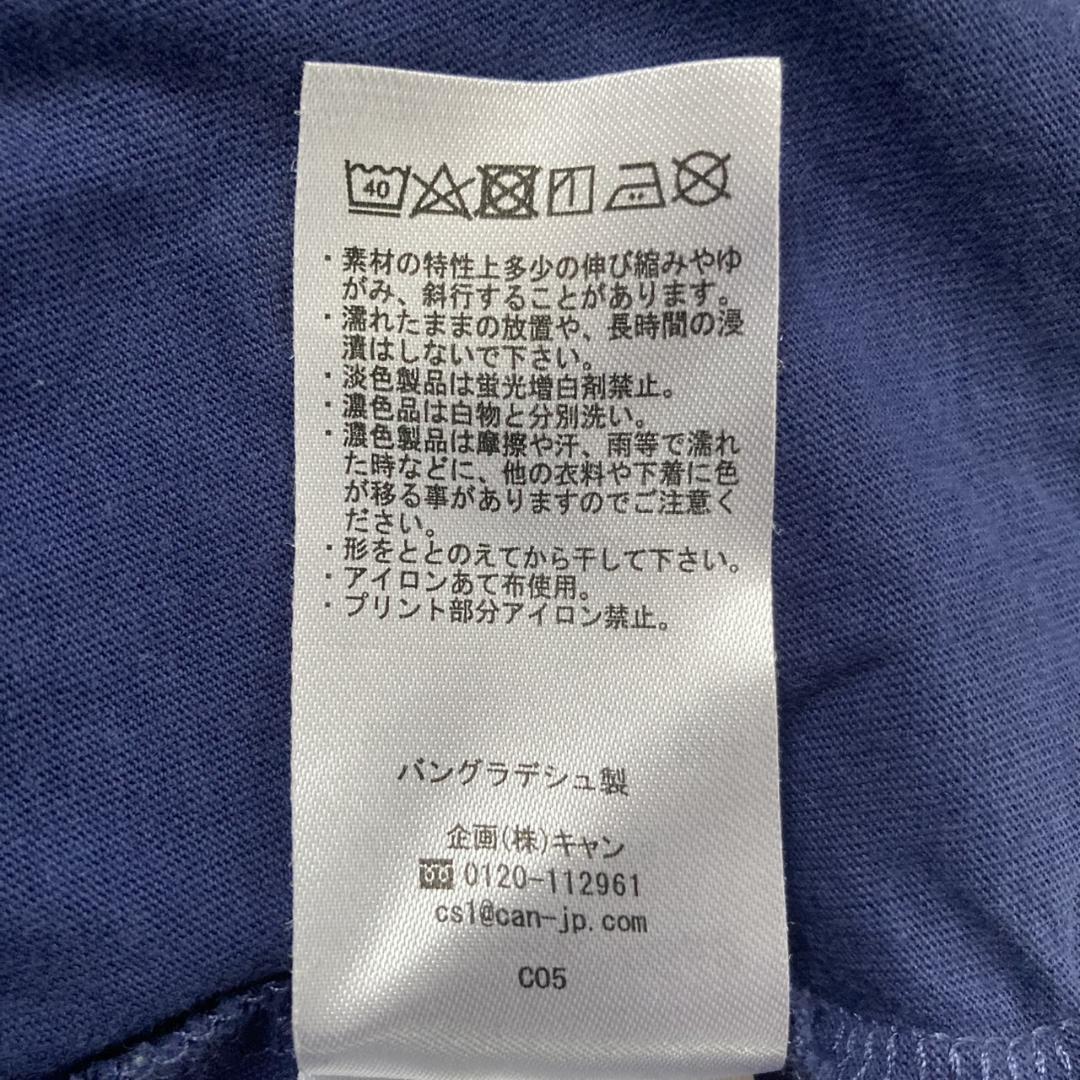 40
・素材の特性上多少の伸び縮みやゆ
がみ、斜行することがあります。
・濡れたままの放置や、長時間の浸
漬はしないで下さい。
・淡色製品は蛍光増白剤禁止。
・濃色品は白物と分別洗い。
・濃色製品は摩擦や汗、雨等で濡れ
た時などに、他の衣料や下着に色
が移る事がありますのでご注意く
ださい。
・形をととのえてから干して下さい。
・アイロンあて布使用。
・プリント部分アイロン禁止。
バングラデシュ製
企画(株)キャン
0120-112961
cs1@can-jp.com
C05